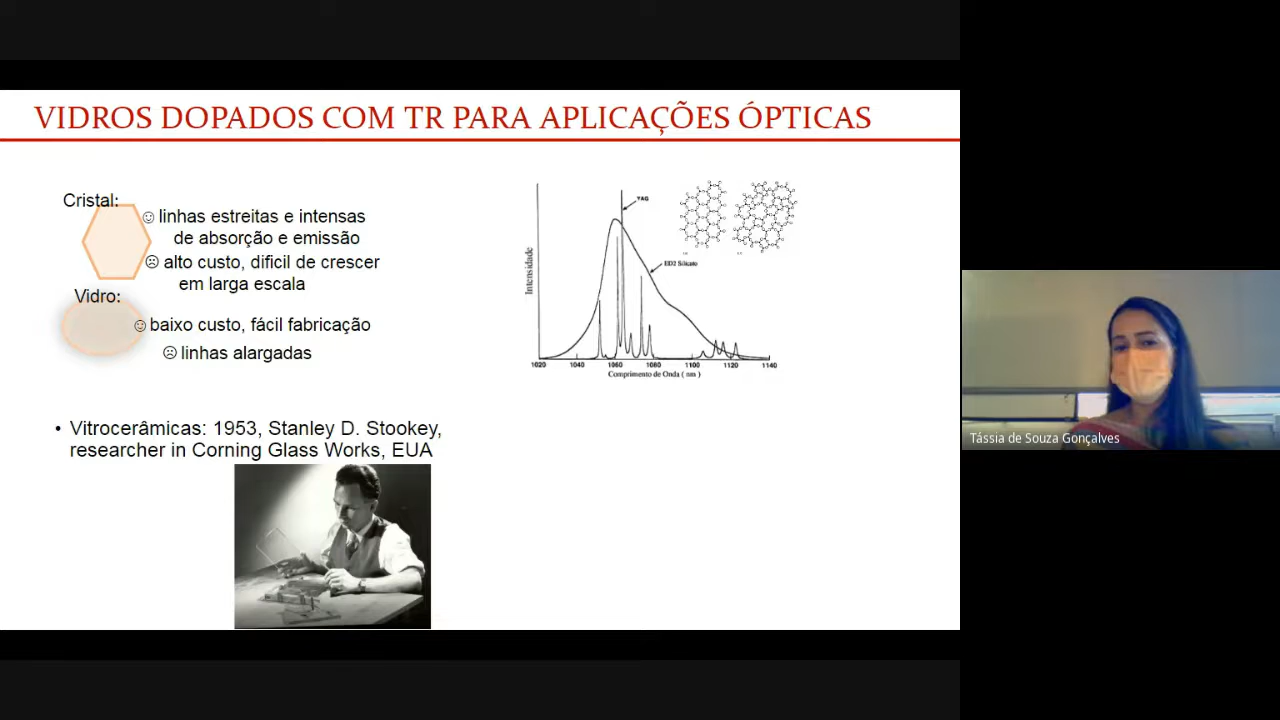 VIDROS DOPADOS COM TR PARA APLICAÇÕES ÓPTICAS
Cristal:
☺ linhas estreitas e intensas
de absorção e emissão
☹ alto custo, dificil de crescer
em larga escala
Vidro:
☺ baixo custo, fácil fabricação
☹ linhas alargadas
Intensidade
YAG
ED2 Silicato
1020 1040 1060 1080 1100 1120 1140
Comprimento de Onda ( nm )
• Vitrocerâmicas: 1953, Stanley D. Stookey,
researcher in Corning Glass Works, EUA
Tássia de Souza Gonçalves